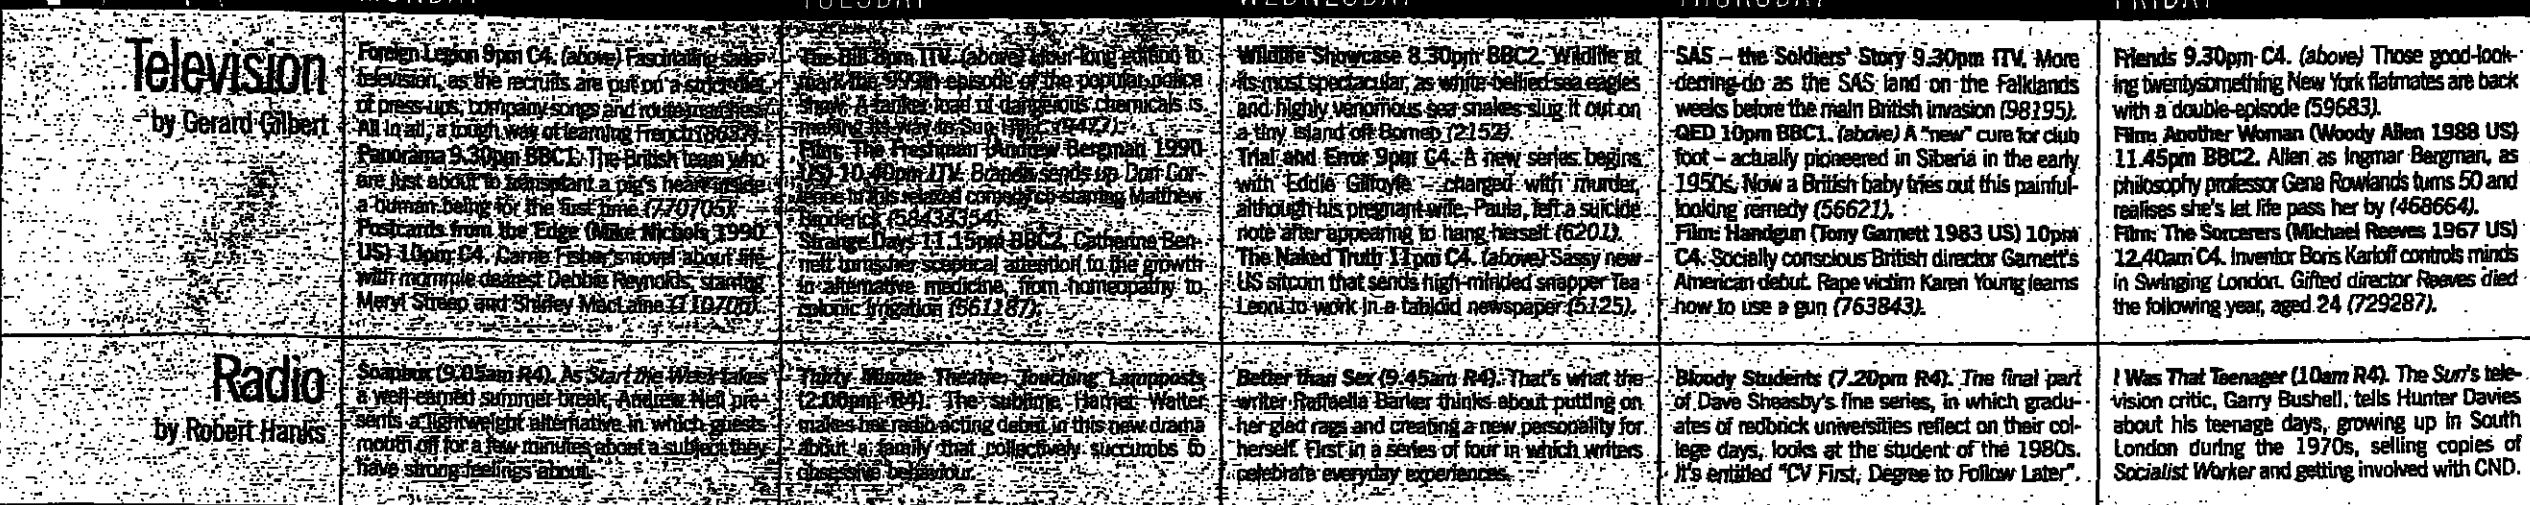 MONDAY
TUESDAY
WEDNESDAY
THURSDAY
FRIDAY
Television
by Gerard Gilbert
Foreign Legion 9pm C4. (above) Fascinating
television, as the recruits are put on a strict diet
of press-ups, company songs and route-marches.
All in all, a tough way of learning French
Panorama 9.30pm BBC1. The British team who
are just about to transplant a pig's heart inside
a human being for the first time (770705).
Postcards from the Edge (Mike Nichols 1990
US) 10pm C4. Carrie Fisher's novel about life
with mommie dearest Debbie Reynolds, starring
Meryl Streep and Shirley MacLaine (110706).
The Bill 8pm ITV. (above) Hour-long edition to
mark the 999th episode of the popular police
show. A tanker load of dangerous chemicals is
making its way to Sun Hill. (9477).
Film: The Freshman (Andrew Bergman 1990
US) 10.40pm ITV. Brando sends up Don Cor-
leone in this relaxed comedy co-starring Matthew
Broderick (58434354).
Strange Days 11.15pm BBC2. Catherine Ben-
nett turns her sceptical attention to the growth
in alternative medicine, from homeopathy to
colonic irrigation (561187).
Wildlife Showcase 8.30pm BBC2. Wildlife at
its most spectacular, as white-bellied sea eagles
and highly venomous sea snakes slug it out on
a tiny island off Borneo (2152).
Trial and Error 9pm C4. A new series begins
with Eddie Gilfoyle – charged with murder,
although his pregnant wife, Paula, left a suicide
note after appearing to hang herself (6201).
The Naked Truth 11pm C4. (above) Sassy new
US sitcom that sends high-minded snapper Tea
Leoni to work in a tabloid newspaper (5125).
SAS – the Soldiers' Story 9.30pm ITV. More
derring-do as the SAS land on the Falklands
weeks before the main British invasion (98195).
QED 10pm BBC1. (above) A "new" cure for club
foot – actually pioneered in Siberia in the early
1950s. Now a British baby tries out this painful-
looking remedy (56621).
Film: Handgun (Tony Garnett 1983 US) 10pm
C4. Socially conscious British director Garnett's
American debut. Rape victim Karen Young learns
how to use a gun (763843).
Friends 9.30pm C4. (above) Those good-look-
ing twentysomething New York flatmates are back
with a double-episode (59683).
Film: Another Woman (Woody Allen 1988 US)
11.45pm BBC2. Allen as Ingmar Bergman, as
philosophy professor Gena Rowlands turns 50 and
realises she's let life pass her by (468664).
Film: The Sorcerers (Michael Reeves 1967 US)
12.40am C4. Inventor Boris Karloff controls minds
in Swinging London. Gifted director Reeves died
the following year, aged 24 (729287).
Radio
by Robert Hanks
Soapbox (9.05am R4). As Start the Week takes
a well-earned summer break, Andrew Neil pre-
sents a lightweight alternative in which guests
mouth off for a few minutes about a subject they
have strong feelings about.
Thirty Minute Theatre: Touching Lampposts
(2.00pm R4). The sublime Harriet Walter
makes her radio acting debut in this new drama
about a family that collectively succumbs to
obsessive behaviour.
Better than Sex (9.45am R4). That's what the
writer Raffaella Barker thinks about putting on
her glad rags and creating a new personality for
herself. First in a series of four in which writers
celebrate everyday experiences.
Bloody Students (7.20pm R4). The final part
of Dave Sheasby's fine series, in which gradu-
ates of redbrick universities reflect on their col-
lege days, looks at the student of the 1980s.
It's entitled "CV First, Degree to Follow Later".
I Was That Teenager (10am R4). The Sun's tele-
vision critic, Garry Bushell, tells Hunter Davies
about his teenage days, growing up in South
London during the 1970s, selling copies of
Socialist Worker and getting involved with CND.